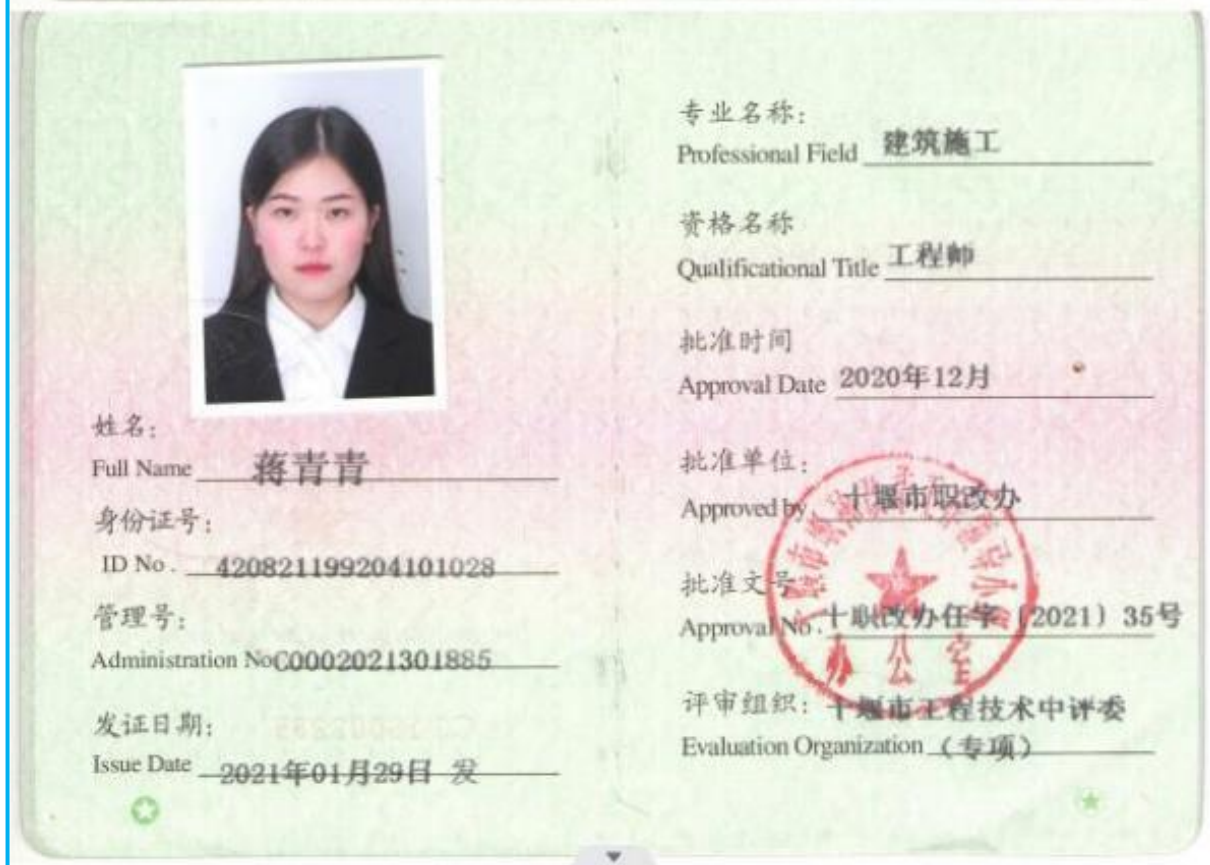 姓名:
Full Name 蒋青青
身份证号:
ID No. 420821199204101028
管理号:
Administration No C0002021301885
发证日期:
Issue Date 2021年01月29日 发
专业名称:
Professional Field 建筑施工
资格名称
Qualificational Title 工程师
批准时间
Approval Date 2020年12月
批准单位:
Approved by 十堰市职改办
批准文号
Approval No. 十职改办任字〔2021〕35号
评审组织: 十堰市工程技术中评委
Evaluation Organization (专项)
办公室